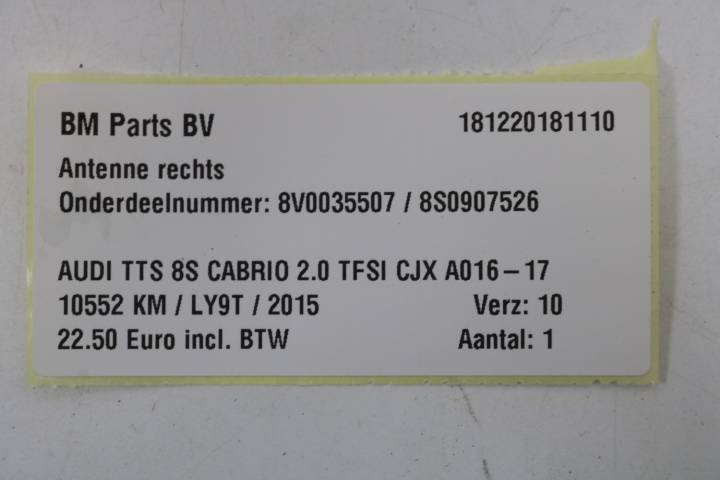 BM Parts BV 181220181110
Antenne rechts
Onderdeelnummer: 8V0035507 / 8S0907526
AUDI TTS 8S CABRIO 2.0 TFSI CJX A016-17
10552 KM / LY9T / 2015 Verz: 10
22.50 Euro incl. BTW Aantal: 1